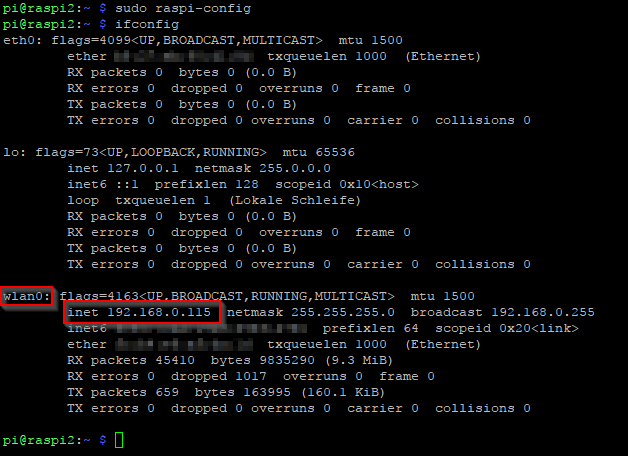 pi@raspi2:~ $ sudo raspi-config
pi@raspi2:~ $ ifconfig
eth0: flags=4099<UP,BROADCAST,MULTICAST>  mtu 1500
        ether  txqueuelen 1000  (Ethernet)
        RX packets 0  bytes 0 (0.0 B)
        RX errors 0  dropped 0  overruns 0  frame 0
        TX packets 0  bytes 0 (0.0 B)
        TX errors 0  dropped 0 overruns 0  carrier 0  collisions 0

lo: flags=73<UP,LOOPBACK,RUNNING>  mtu 65536
        inet 127.0.0.1  netmask 255.0.0.0
        inet6 ::1  prefixlen 128  scopeid 0x10<host>
        loop  txqueuelen 1  (Lokale Schleife)
        RX packets 0  bytes 0 (0.0 B)
        RX errors 0  dropped 0  overruns 0  frame 0
        TX packets 0  bytes 0 (0.0 B)
        TX errors 0  dropped 0 overruns 0  carrier 0  collisions 0

wlan0: flags=4163<UP,BROADCAST,RUNNING,MULTICAST>  mtu 1500
        inet 192.168.0.115  netmask 255.255.255.0  broadcast 192.168.0.255
        inet6  prefixlen 64  scopeid 0x20<link>
        ether  txqueuelen 1000  (Ethernet)
        RX packets 45410  bytes 9835290 (9.3 MiB)
        RX errors 0  dropped 1017  overruns 0  frame 0
        TX packets 659  bytes 163995 (160.1 KiB)
        TX errors 0  dropped 0 overruns 0  carrier 0  collisions 0

pi@raspi2:~ $